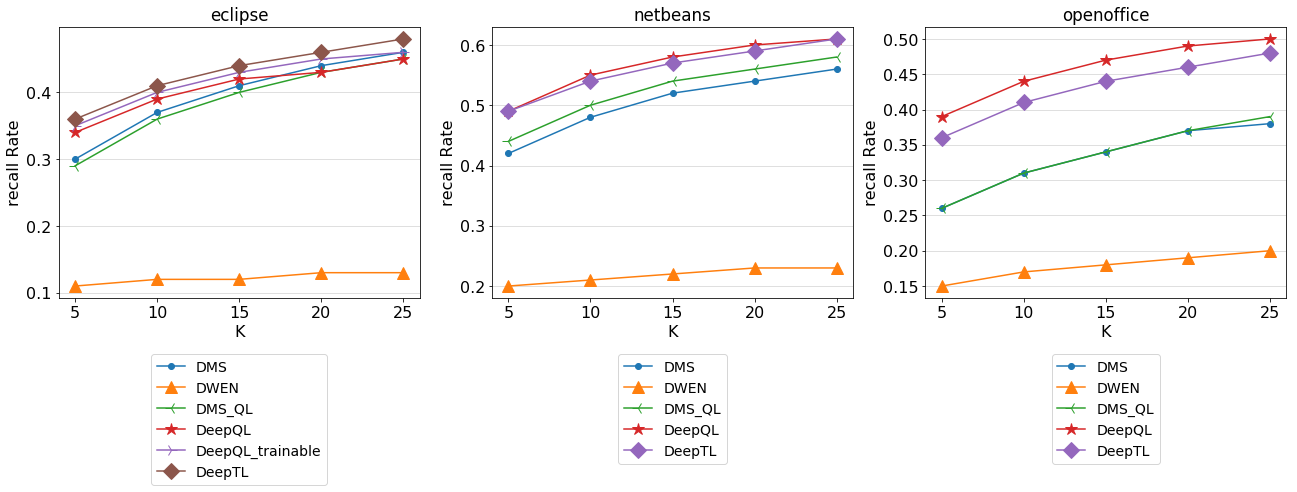 eclipse
recall Rate
0.4
0.3
0.2
0.1
5 10 15 20 25
K
DMS
DWEN
DMS_QL
DeepQL
DeepQL_trainable
DeepTL
netbeans
recall Rate
0.6
0.5
0.4
0.3
0.2
5 10 15 20 25
K
DMS
DWEN
DMS_QL
DeepQL
DeepTL
openoffice
recall Rate
0.50
0.45
0.40
0.35
0.30
0.25
0.20
0.15
5 10 15 20 25
K
DMS
DWEN
DMS_QL
DeepQL
DeepTL